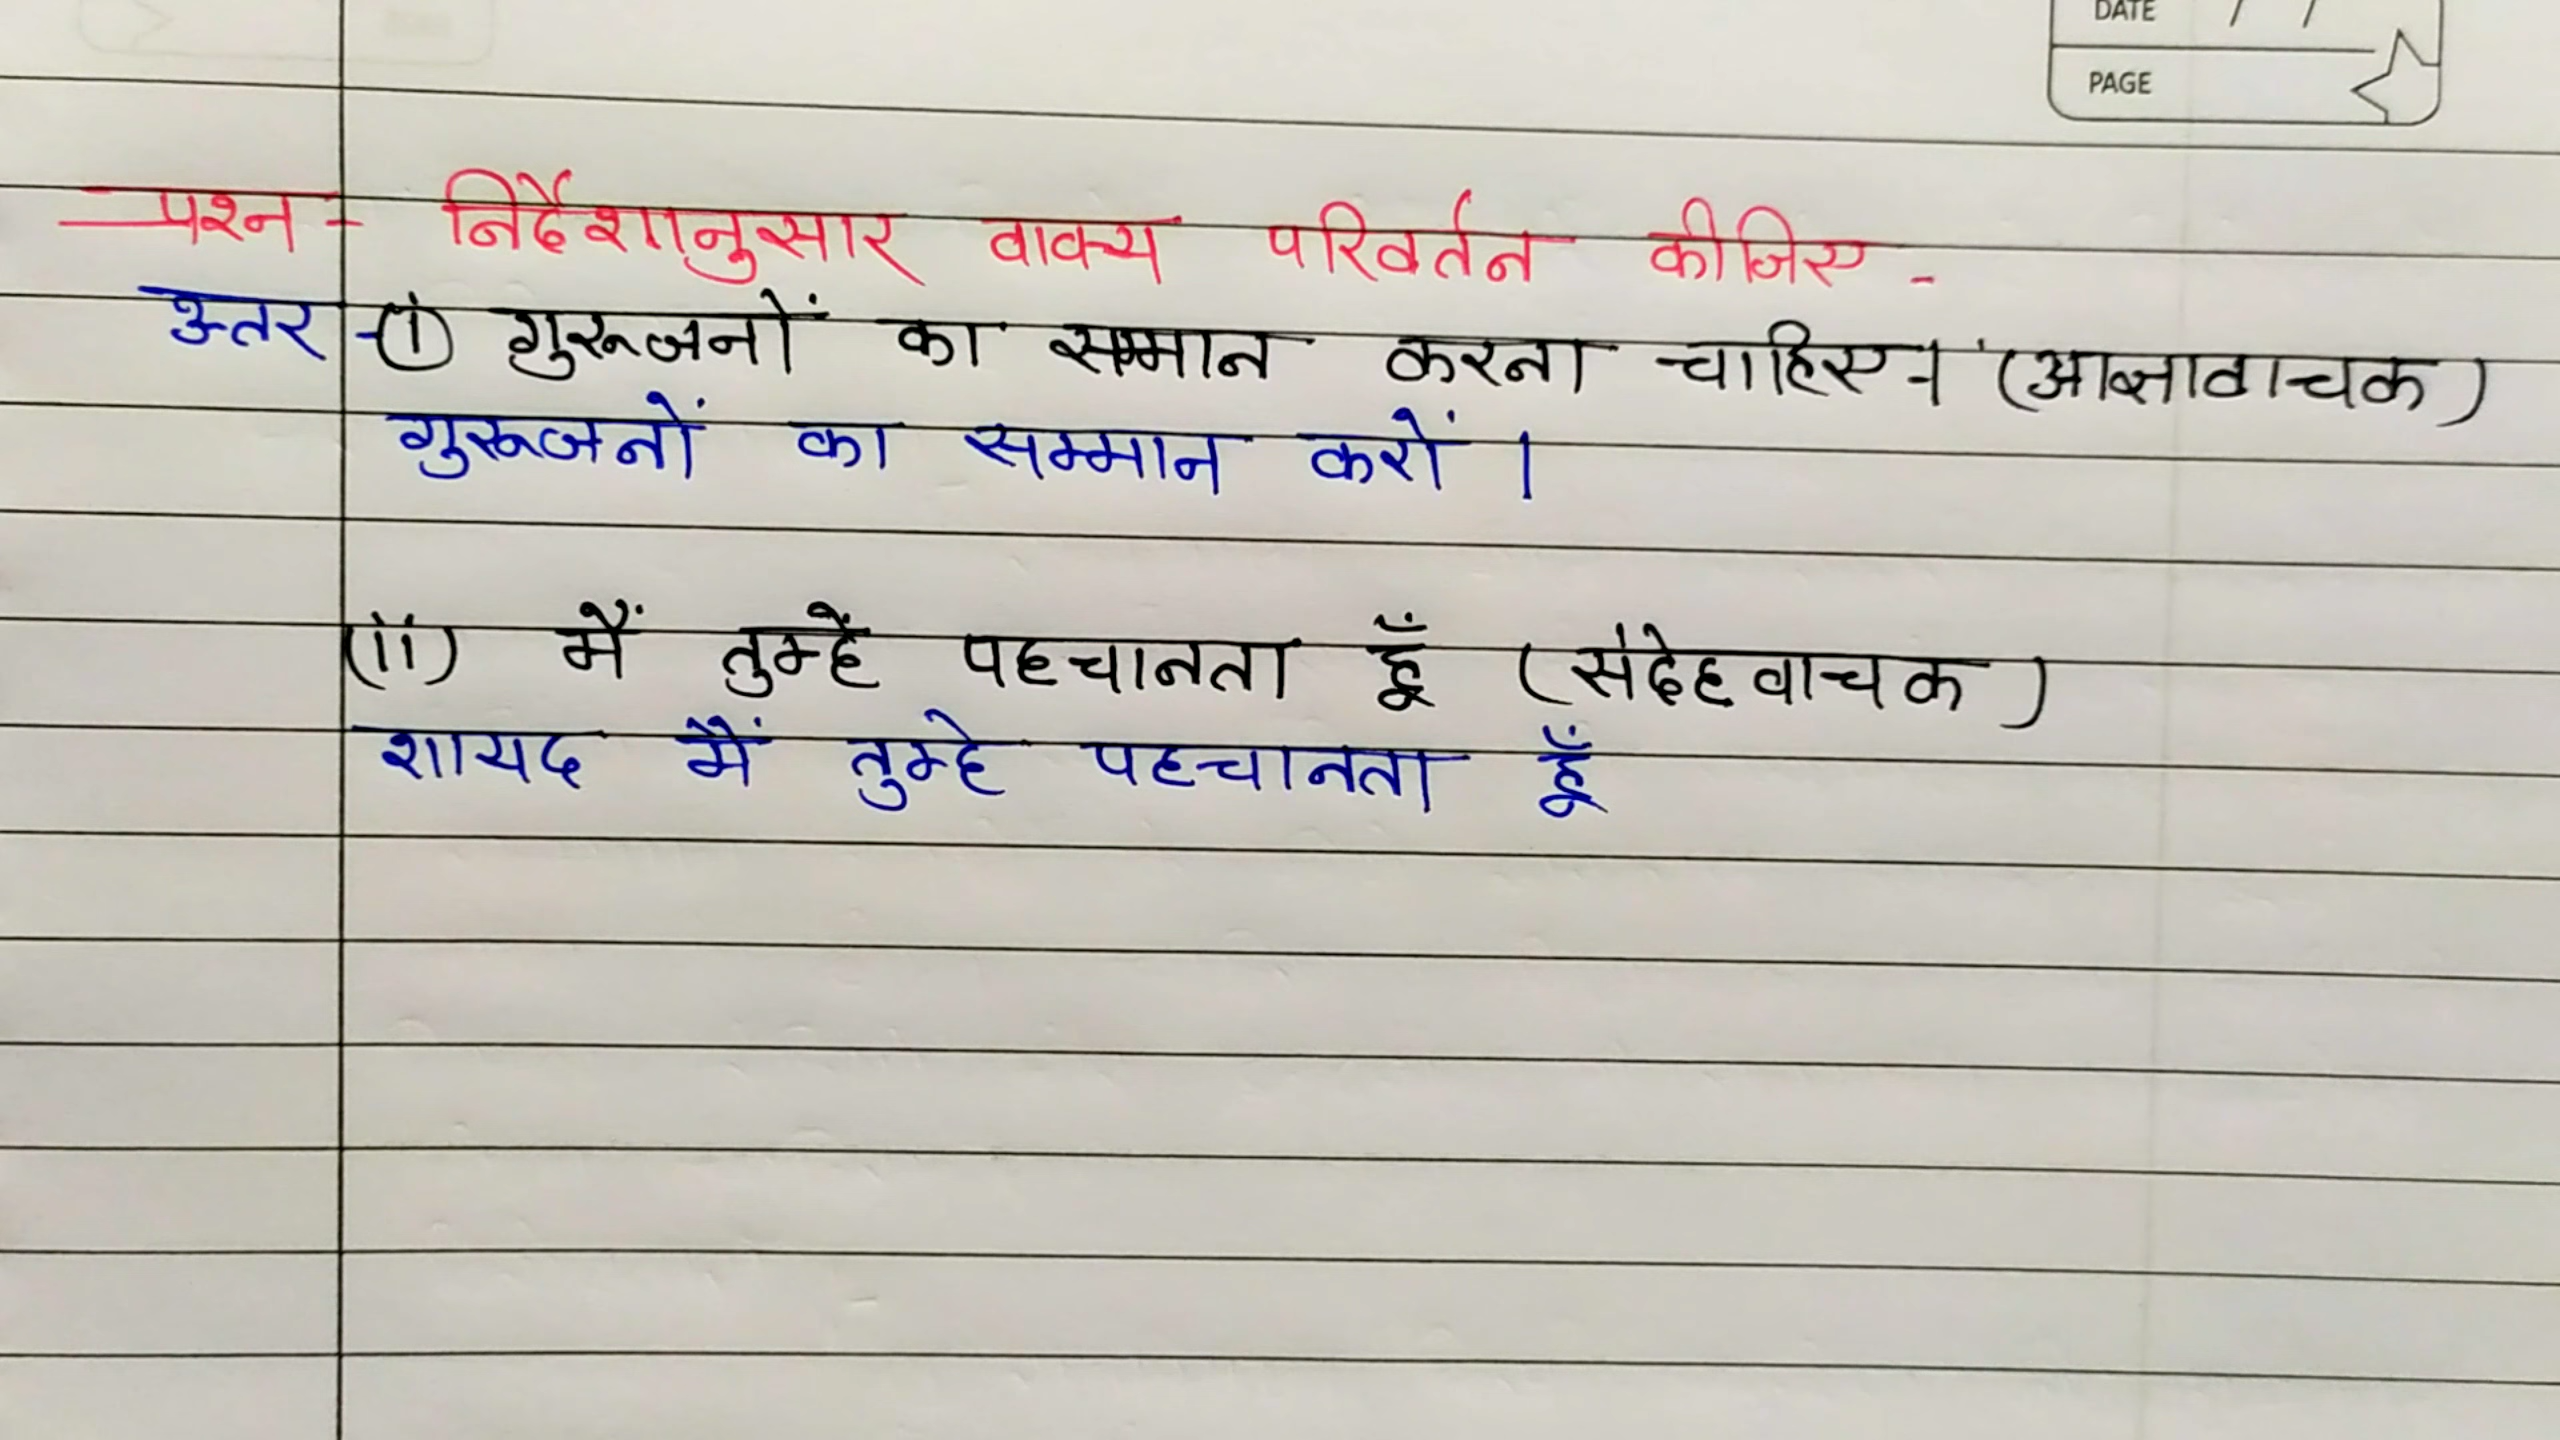 DATE / /
PAGE
प्रश्न - निर्देशानुसार वाक्य परिवर्तन कीजिए -
उत्तर -(i) गुरूजनों का सम्मान करना चाहिए। (आज्ञावाचक)
गुरूजनों का सम्मान करों ।
(ii) मैं तुम्हें पहचानता हूँ (संदेहवाचक)
शायद मैं तुम्हे पहचानता हूँ